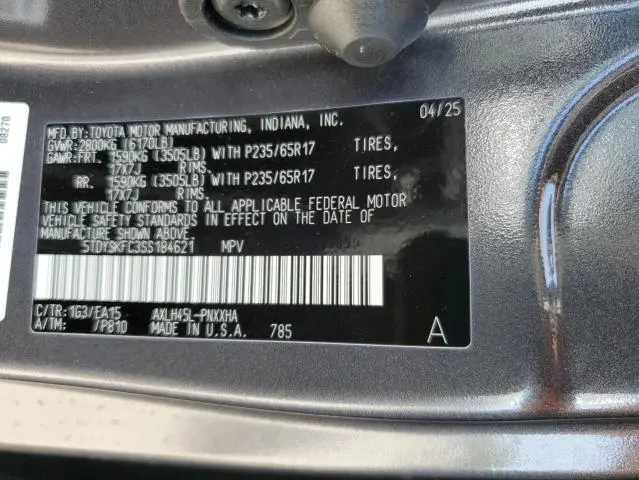 MFD. BY: TOYOTA MOTOR MANUFACTURING, INDIANA, INC. 04/25
GVWR: 2800KG (6170LB)
GAWR: FRT. 1590KG (3505LB) WITH P235/65R17 TIRES,
17X7J RIMS,
RR. 1590KG (3505LB) WITH P235/65R17 TIRES,
17X7J RIMS,
THIS VEHICLE CONFORMS TO ALL APPLICABLE FEDERAL MOTOR
VEHICLE SAFETY STANDARDS IN EFFECT ON THE DATE OF
MANUFACTURE SHOWN ABOVE.
5TDYSKFC3SS184621 MPV
C/TR: 1G3/EA15 AXLH45L-PNXXHA
A/TM: /P810 MADE IN U.S.A. 785 A
08270